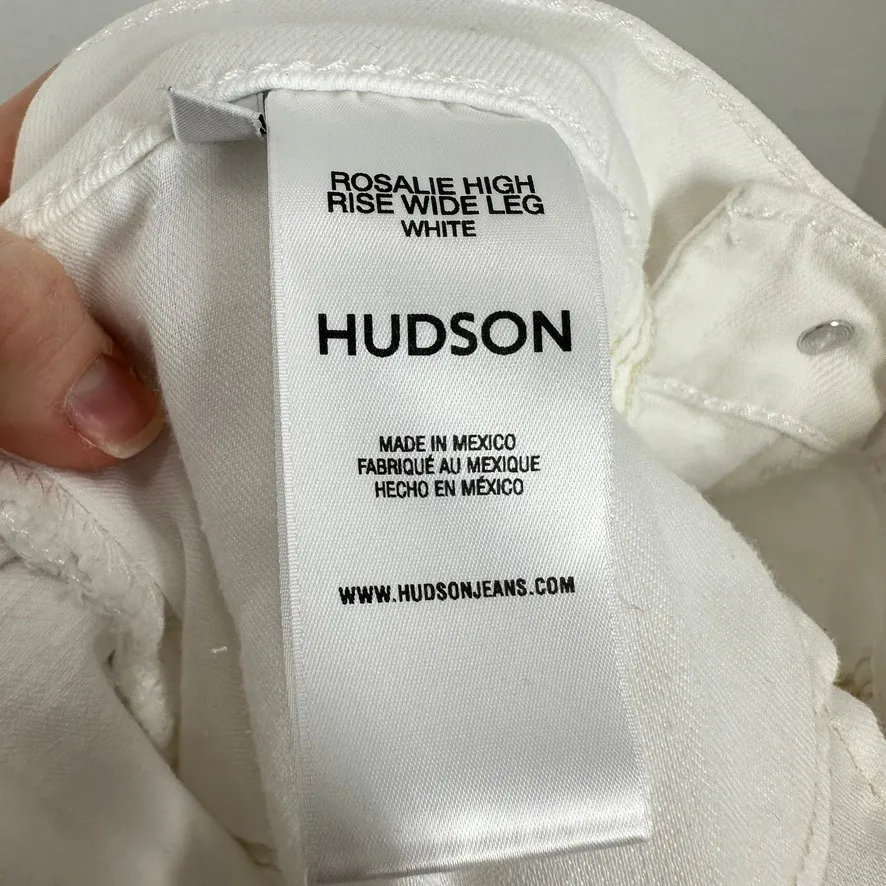 ROSALIE HIGH
RISE WIDE LEG
WHITE
HUDSON
MADE IN MEXICO
FABRIQUÉ AU MEXIQUE
HECHO EN MÉXICO
WWW.HUDSONJEANS.COM